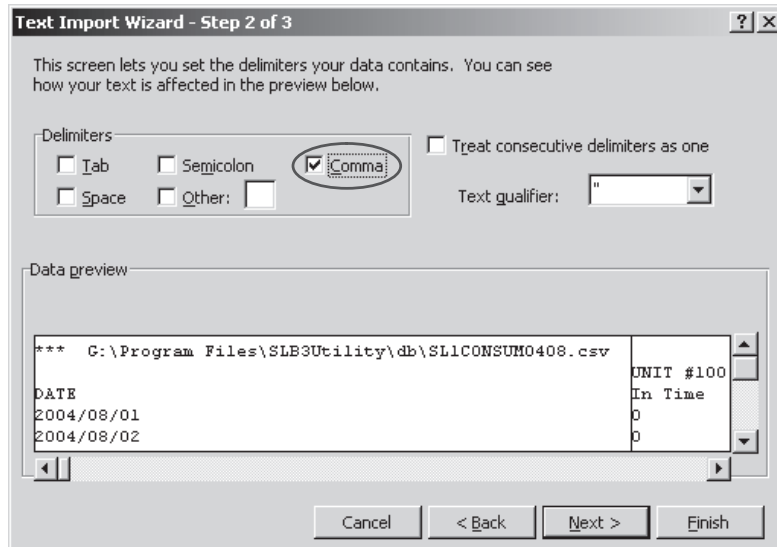 Text Import Wizard - Step 2 of 3
This screen lets you set the delimiters your data contains. You can see
how your text is affected in the preview below.
Delimiters
Tab
Semicolon
Comma
Space
Other:
Treat consecutive delimiters as one
Text qualifier: "
Data preview
*** G:\Program Files\SLB3Utility\db\SL1CONSUM0408.csv
UNIT #100
DATE In Time
2004/08/01 0
2004/08/02 0
Cancel
< Back
Next >
Finish